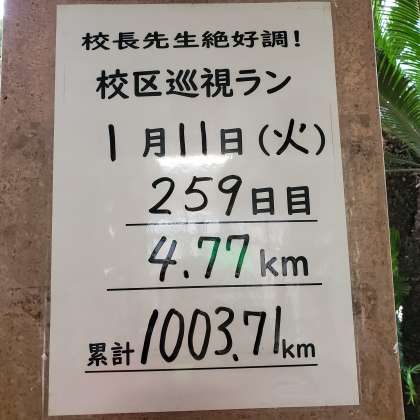 校長先生絶好調!
校区巡視ラン
1月11日(火)
259日目
4.77km
累計1003.71km